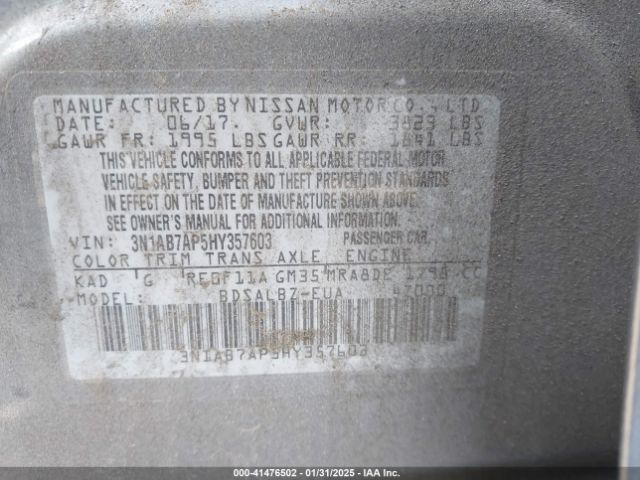 MANUFACTURED BY NISSAN MOTOR CO., LTD
DATE: 06/17. GVWR: 3823 LBS
GAWR FR: 1995 LBS GAWR RR: 1841 LBS
THIS VEHICLE CONFORMS TO ALL APPLICABLE FEDERAL MOTOR
VEHICLE SAFETY, BUMPER AND THEFT PREVENTION STANDARDS
IN EFFECT ON THE DATE OF MANUFACTURE SHOWN ABOVE.
SEE OWNER'S MANUAL FOR ADDITIONAL INFORMATION.
VIN: 3N1AB7AP5HY357603 PASSENGER CAR
COLOR TRIM TRANS AXLE ENGINE
KAD G RE0F11A GM35 MRA8DE 1798 CC
MODEL: BDSALBZ-EUA
3N1AB7AP5HY357603
000-41476502 - 01/31/2025 - IAA Inc.